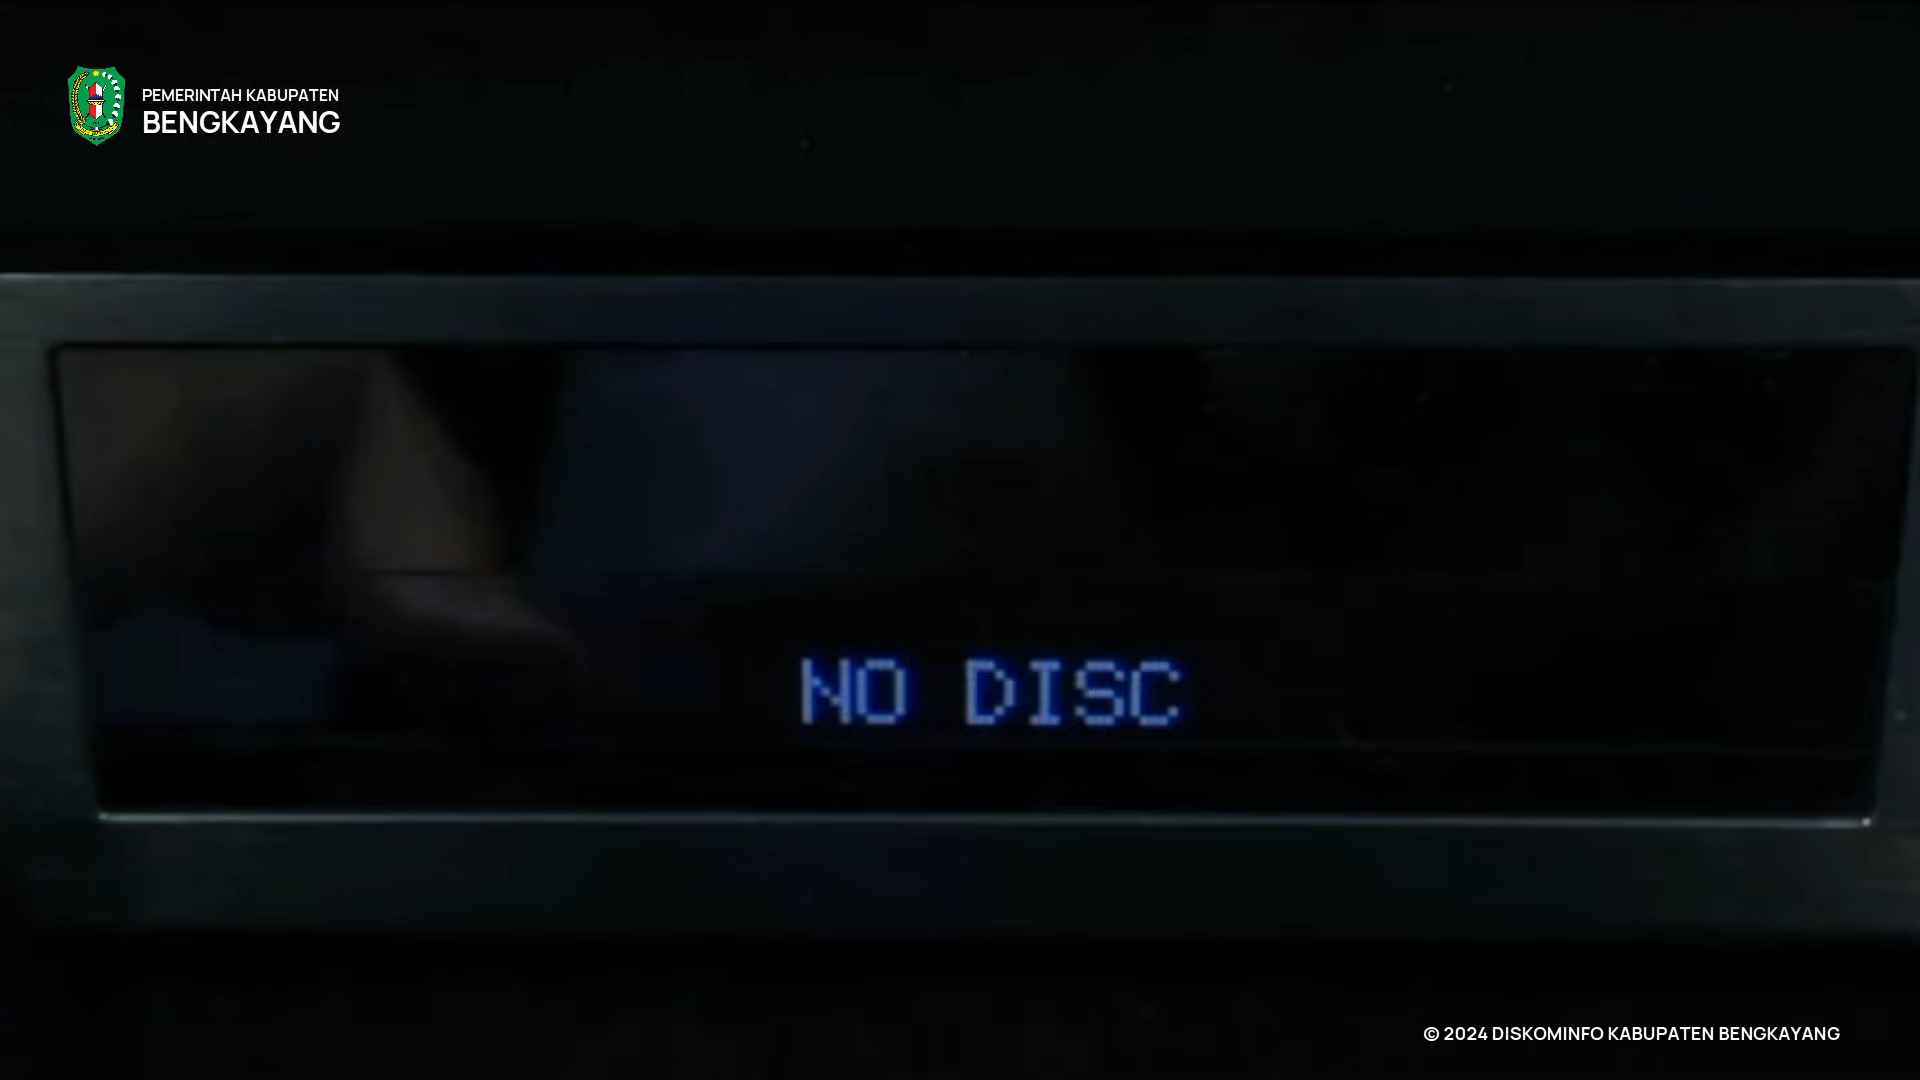 PEMERINTAH KABUPATEN
BENGKAYANG
NO DISC
© 2024 DISKOMINFO KABUPATEN BENGKAYANG